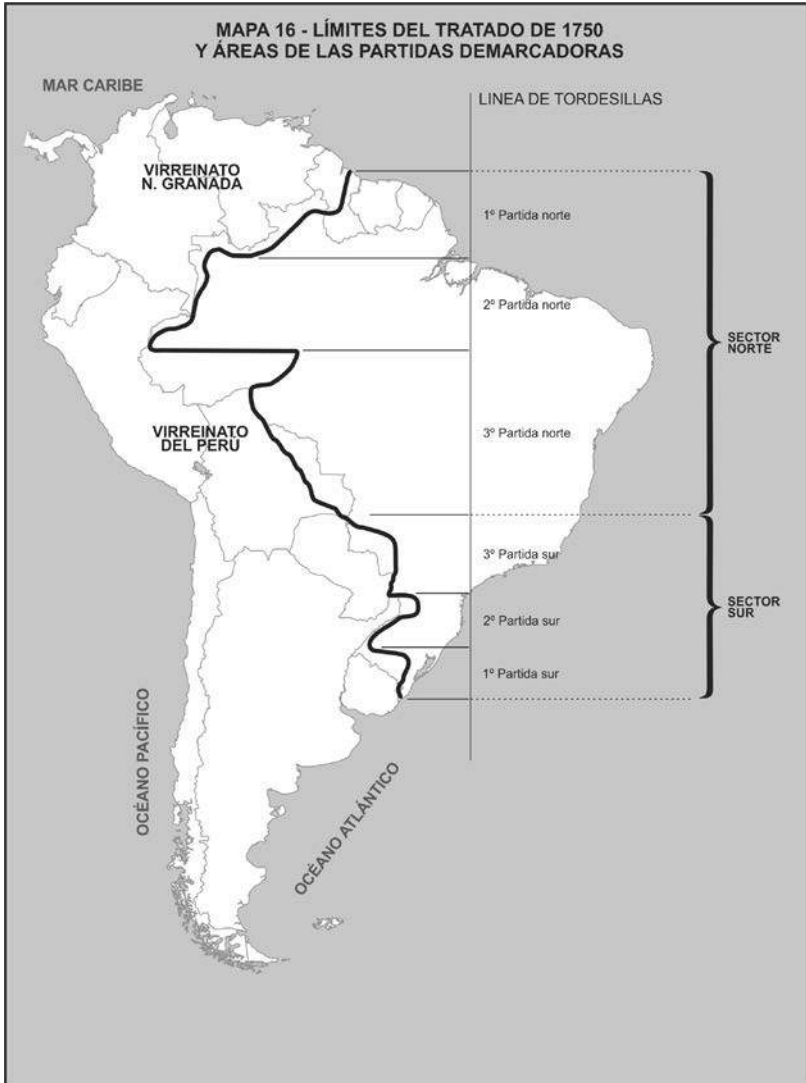 MAPA 16 - LÍMITES DEL TRATADO DE 1750
Y ÁREAS DE LAS PARTIDAS DEMARCADORAS
MAR CARIBE
LINEA DE TORDESILLAS
VIRREINATO
N. GRANADA
1º Partida norte
2º Partida norte
SECTOR
NORTE
VIRREINATO
DEL PERÚ
3º Partida norte
3º Partida sur
SECTOR
SUR
2º Partida sur
1º Partida sur
OCÉANO PACÍFICO
OCÉANO ATLÁNTICO